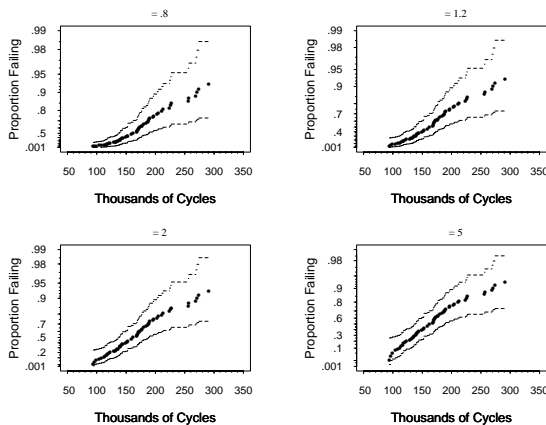 = .8
.99
.98
.95
.9
.8
.5
.001
Proportion Failing
50 100 150 200 250 300 350
Thousands of Cycles
= 1.2
.99
.98
.95
.9
.7
.4
.001
Proportion Failing
50 100 150 200 250 300 350
Thousands of Cycles
= 2
.99
.98
.95
.9
.7
.5
.2
.001
Proportion Failing
50 100 150 200 250 300 350
Thousands of Cycles
= 5
.98
.9
.8
.6
.3
.1
.001
Proportion Failing
50 100 150 200 250 300 350
Thousands of Cycles